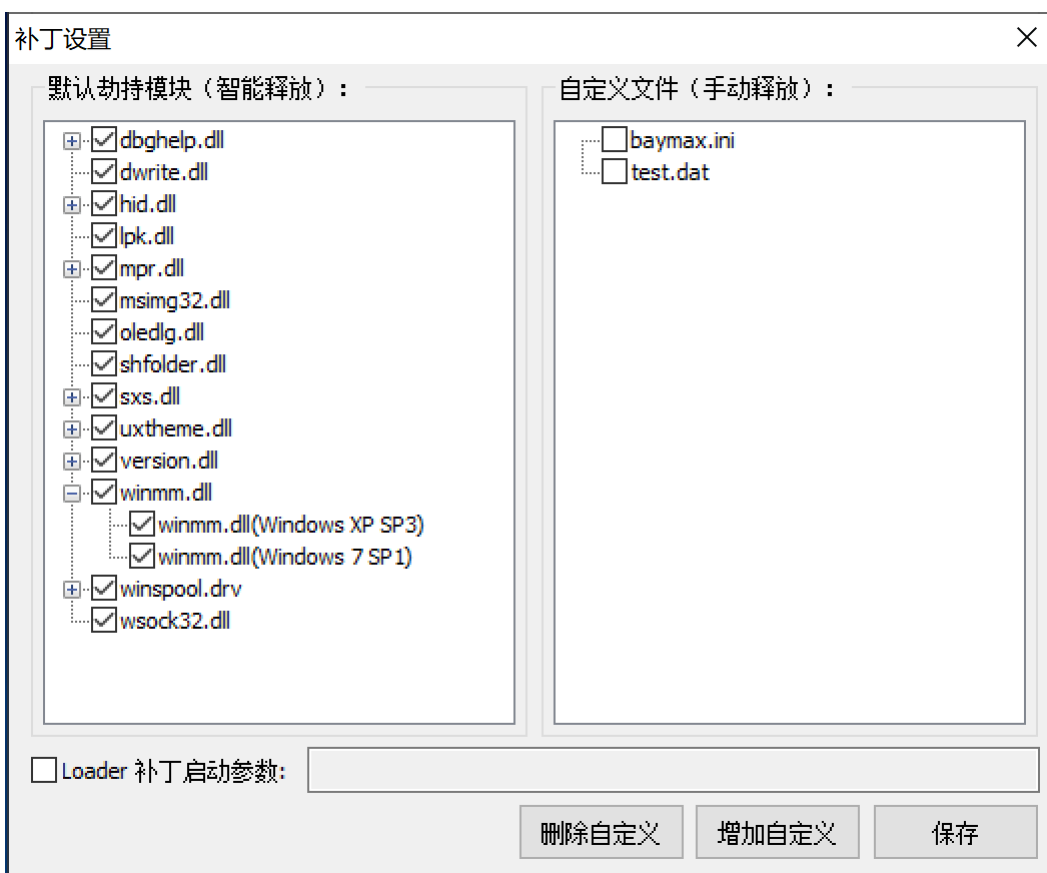 补丁设置
默认劫持模块（智能释放）：
dbghelp.dll
dwrite.dll
hid.dll
lpk.dll
mpr.dll
msimg32.dll
oledlg.dll
shfolder.dll
sxs.dll
uxtheme.dll
version.dll
winmm.dll
winmm.dll(Windows XP SP3)
winmm.dll(Windows 7 SP1)
winspool.drv
wsock32.dll
自定义文件（手动释放）：
baymax.ini
test.dat
Loader 补丁启动参数:
删除自定义
增加自定义
保存